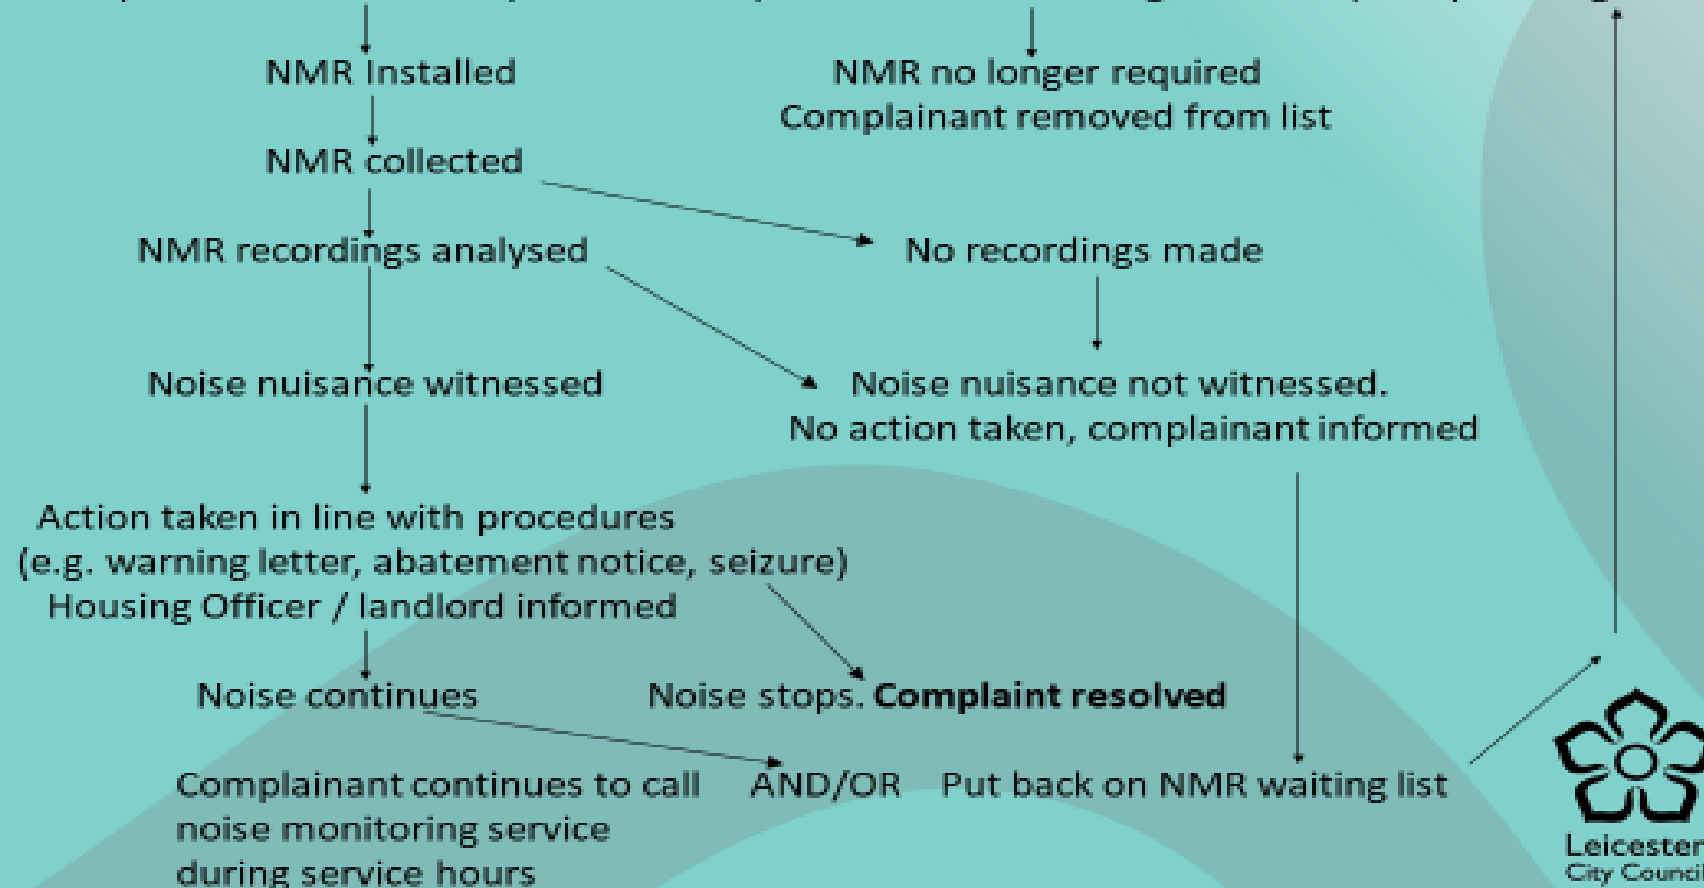 NMR Installed
NMR no longer required
Complainant removed from list
NMR collected
NMR recordings analysed
No recordings made
Noise nuisance witnessed
Noise nuisance not witnessed.
No action taken, complainant informed
Action taken in line with procedures
(e.g. warning letter, abatement notice, seizure)
Housing Officer / landlord informed
Noise continues
Noise stops. Complaint resolved
Complainant continues to call
noise monitoring service
during service hours
AND/OR
Put back on NMR waiting list
Leicester
City Council